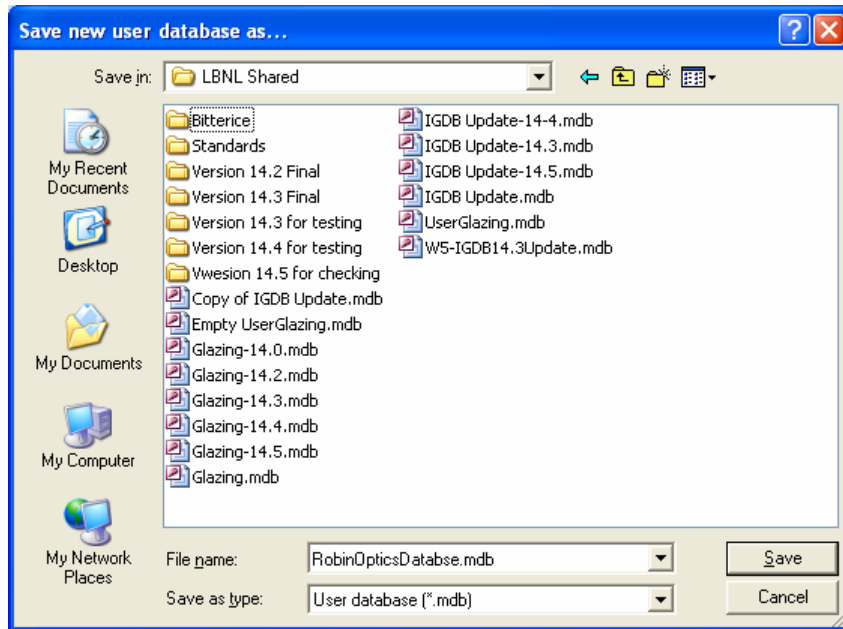 Save new user database as...
Save in:
LBNL Shared
My Recent
Documents
Desktop
My Documents
My Computer
My Network
Places
Bitterice
Standards
Version 14.2 Final
Version 14.3 Final
Version 14.3 for testing
Version 14.4 for testing
Vwesion 14.5 for checking
Copy of IGDB Update.mdb
Empty UserGlazing.mdb
Glazing-14.0.mdb
Glazing-14.2.mdb
Glazing-14.3.mdb
Glazing-14.4.mdb
Glazing-14.5.mdb
Glazing.mdb
IGDB Update-14-4.mdb
IGDB Update-14.3.mdb
IGDB Update-14.5.mdb
IGDB Update.mdb
UserGlazing.mdb
W5-IGDB14.3Update.mdb
File name:
RobinOpticsDatabse.mdb
Save
Save as type:
User database (*.mdb)
Cancel